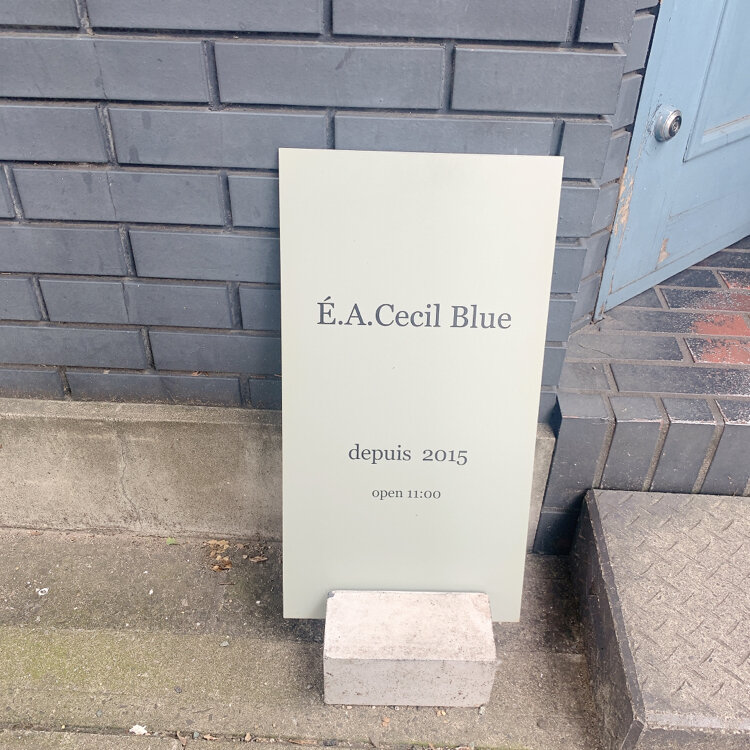 É.A.Cecil Blue
depuis 2015
open 11:00